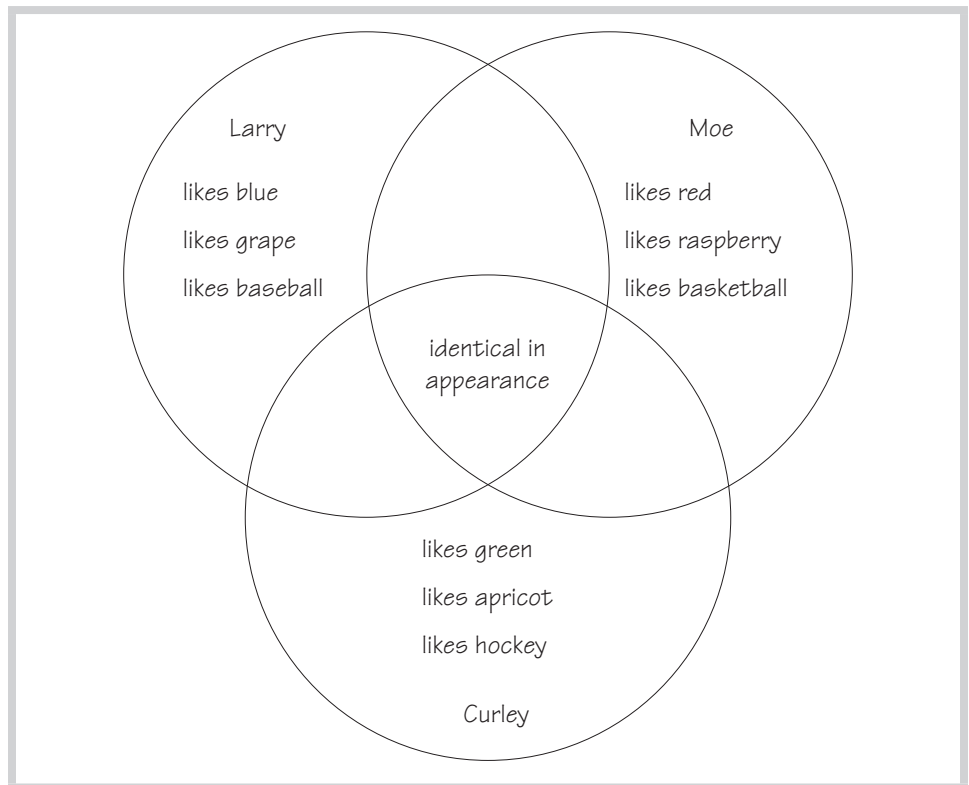 Larry
likes blue
likes grape
likes baseball
Moe
likes red
likes raspberry
likes basketball
identical in
appearance
likes green
likes apricot
likes hockey
Curley